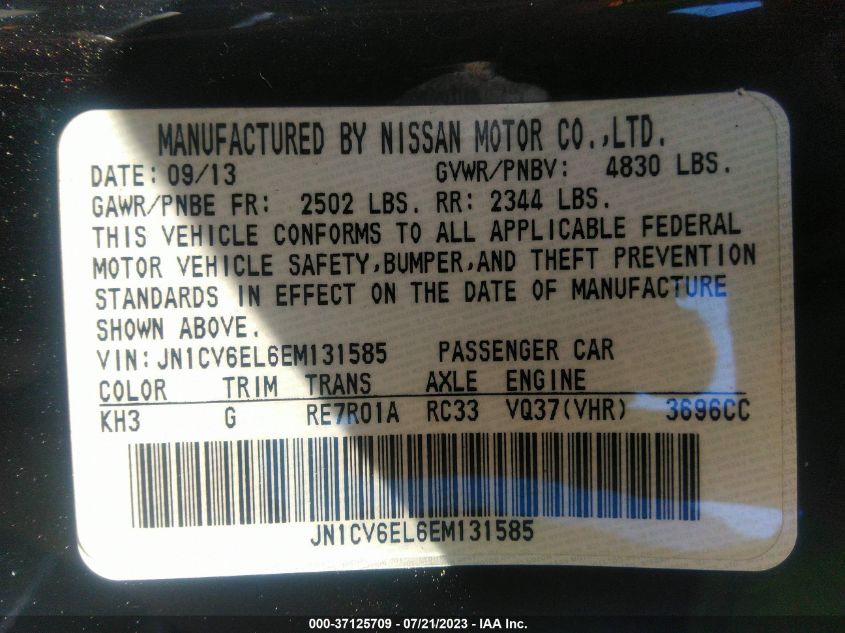 MANUFACTURED BY NISSAN MOTOR CO.,LTD.
DATE: 09/13 GVWR/PNBV: 4830 LBS.
GAWR/PNBE FR: 2502 LBS. RR: 2344 LBS.
THIS VEHICLE CONFORMS TO ALL APPLICABLE FEDERAL
MOTOR VEHICLE SAFETY,BUMPER,AND THEFT PREVENTION
STANDARDS IN EFFECT ON THE DATE OF MANUFACTURE
SHOWN ABOVE.
VIN:JN1CV6EL6EM131585 PASSENGER CAR
COLOR TRIM TRANS AXLE ENGINE
KH3 G RE7R01A RC33 VQ37(VHR) 3696CC
JN1CV6EL6EM131585
000-37125709 - 07/21/2023 - IAA Inc.